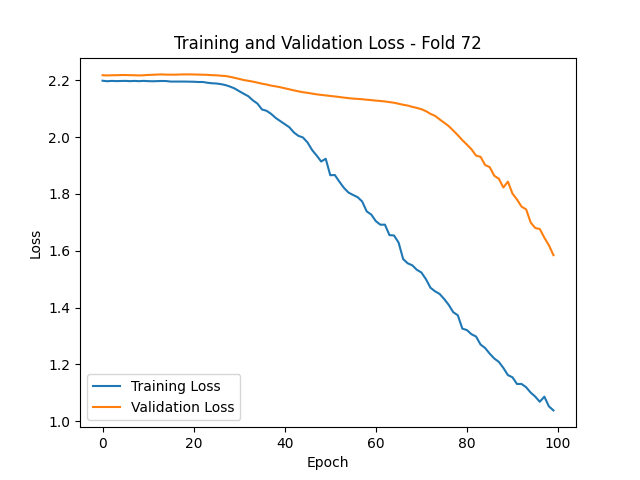 Training and Validation Loss - Fold 72
Loss
2.2
2.0
1.8
1.6
1.4
1.2
1.0
Training Loss
Validation Loss
0 20 40 60 80 100
Epoch